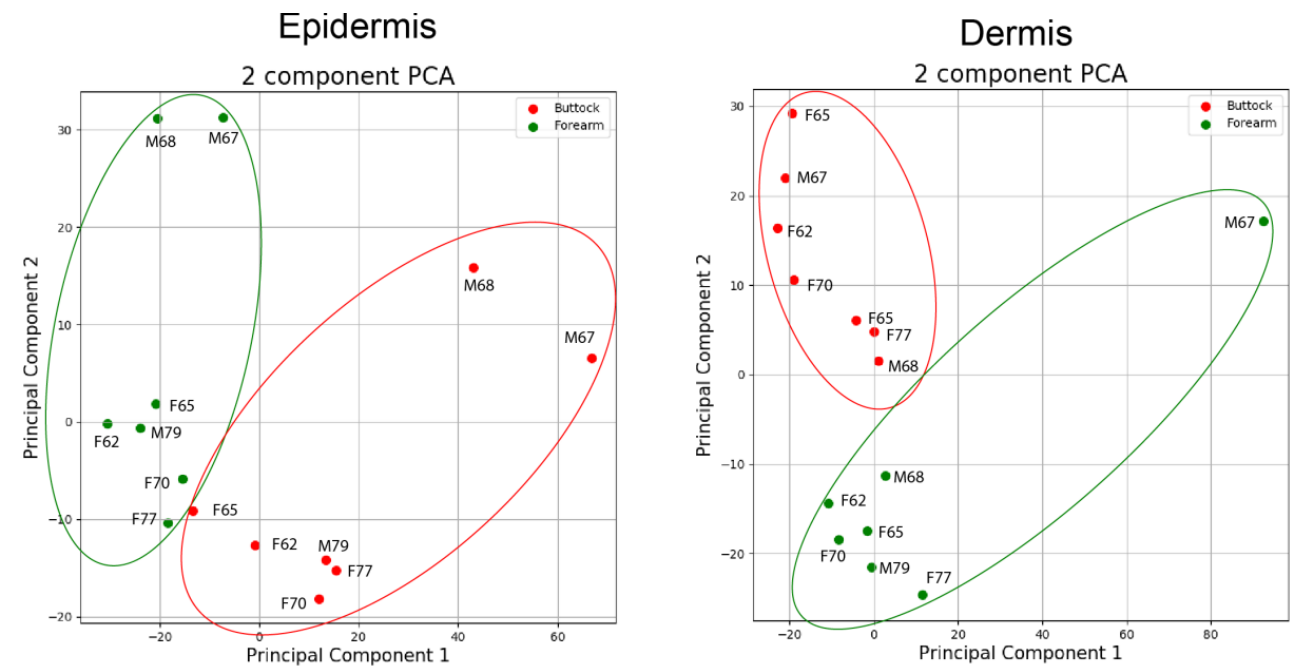 Epidermis
2 component PCA
Buttock
Forearm
M68
M67
M68
M67
F65
F62
M79
F70
F77
F65
F62
M79
F77
F70
30
20
10
0
−10
−20
−20
0
20
40
60
Principal Component 1
Principal Component 2
Dermis
2 component PCA
Buttock
Forearm
F65
M67
F62
F70
F65
F77
M68
M67
M68
F62
F65
F70
M79
F77
30
20
10
0
−10
−20
−20
0
20
40
60
80
Principal Component 1
Principal Component 2